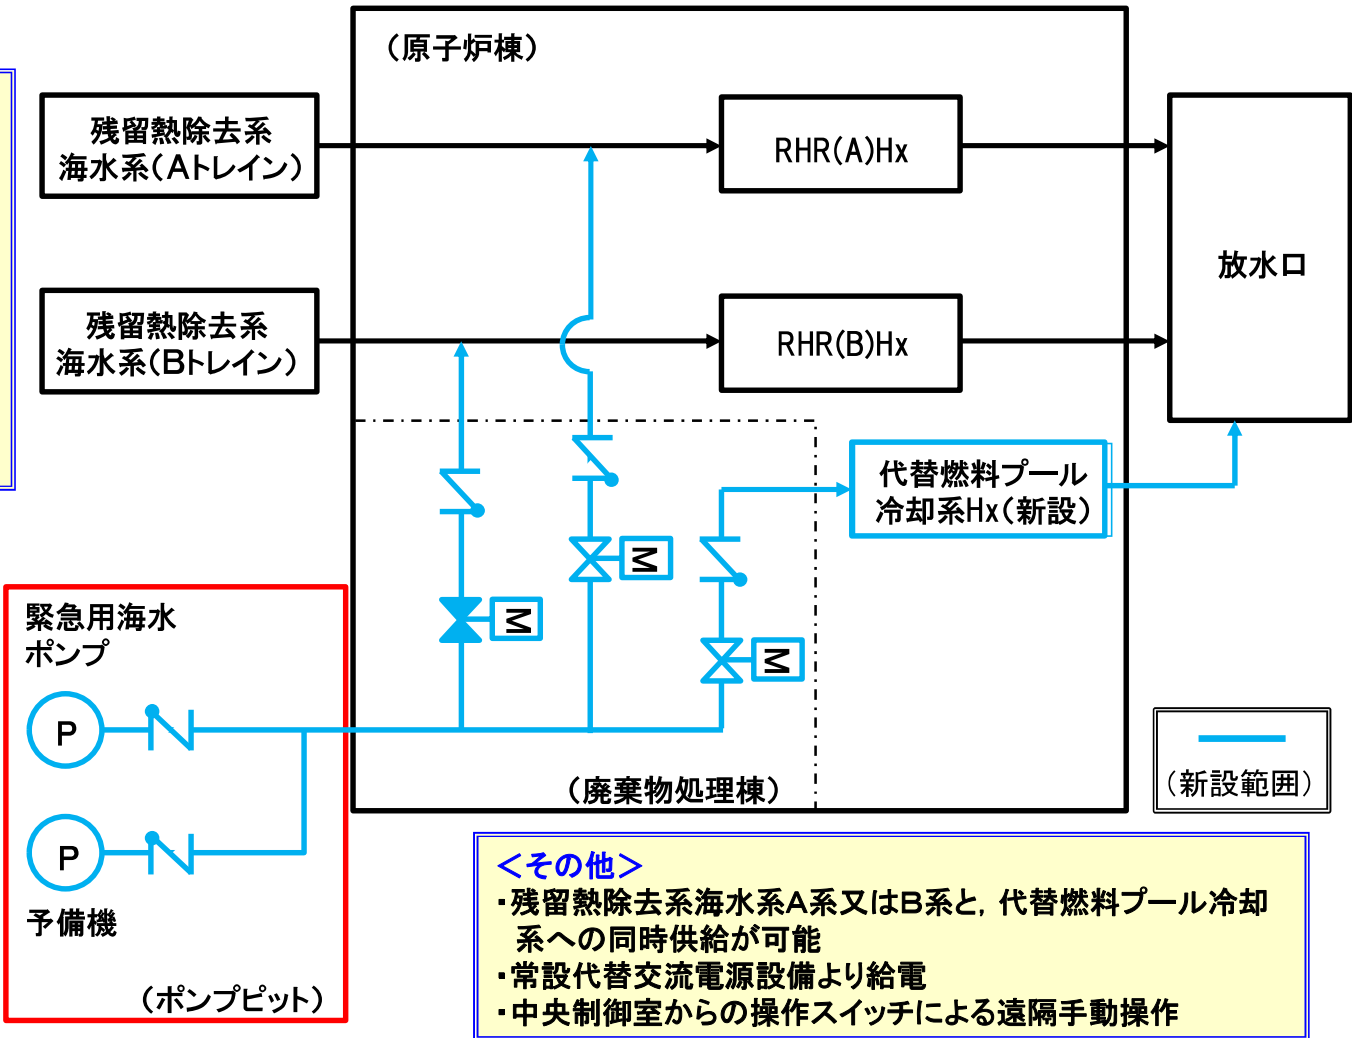 （原子炉棟）
残留熱除去系
海水系（Aトレイン）
RHR(A)Hx
放水口
残留熱除去系
海水系（Bトレイン）
RHR(B)Hx
代替燃料プール
冷却系Hx（新設）
M
M
M
緊急用海水
ポンプ
P
P
予備機
（ポンプピット）
（廃棄物処理棟）
（新設範囲）
＜その他＞
・残留熱除去系海水系A系又はB系と，代替燃料プール冷却
系への同時供給が可能
・常設代替交流電源設備より給電
・中央制御室からの操作スイッチによる遠隔手動操作